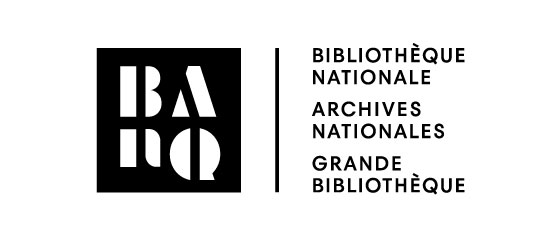 BA
nQ
BIBLIOTHÈQUE
NATIONALE
ARCHIVES
NATIONALES
GRANDE
BIBLIOTHÈQUE